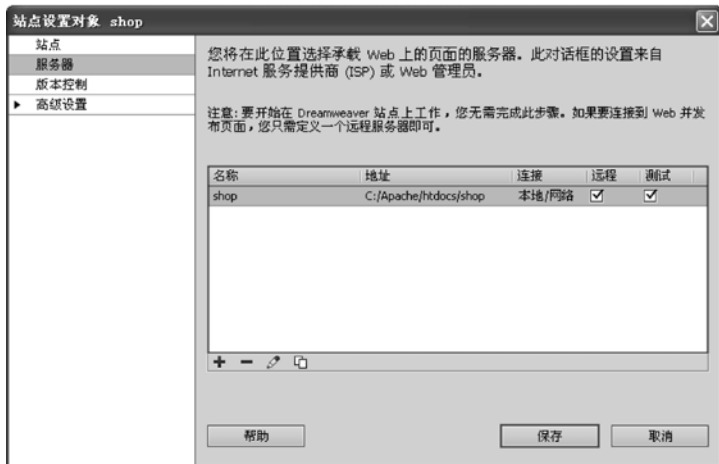 站点设置对象 shop
站点
服务器
版本控制
高级设置
您将在此位置选择承载 Web 上的页面的服务器。此对话框的设置来自
Internet 服务提供商 (ISP) 或 Web 管理员。
注意:要开始在 Dreamweaver 站点上工作,您无需完成此步骤。如果要连接到 Web 并发
布页面,您只需定义一个远程服务器即可。
名称 地址 连接 远程 测试
shop C:/Apache/htdocs/shop 本地/网络
帮助 保存 取消